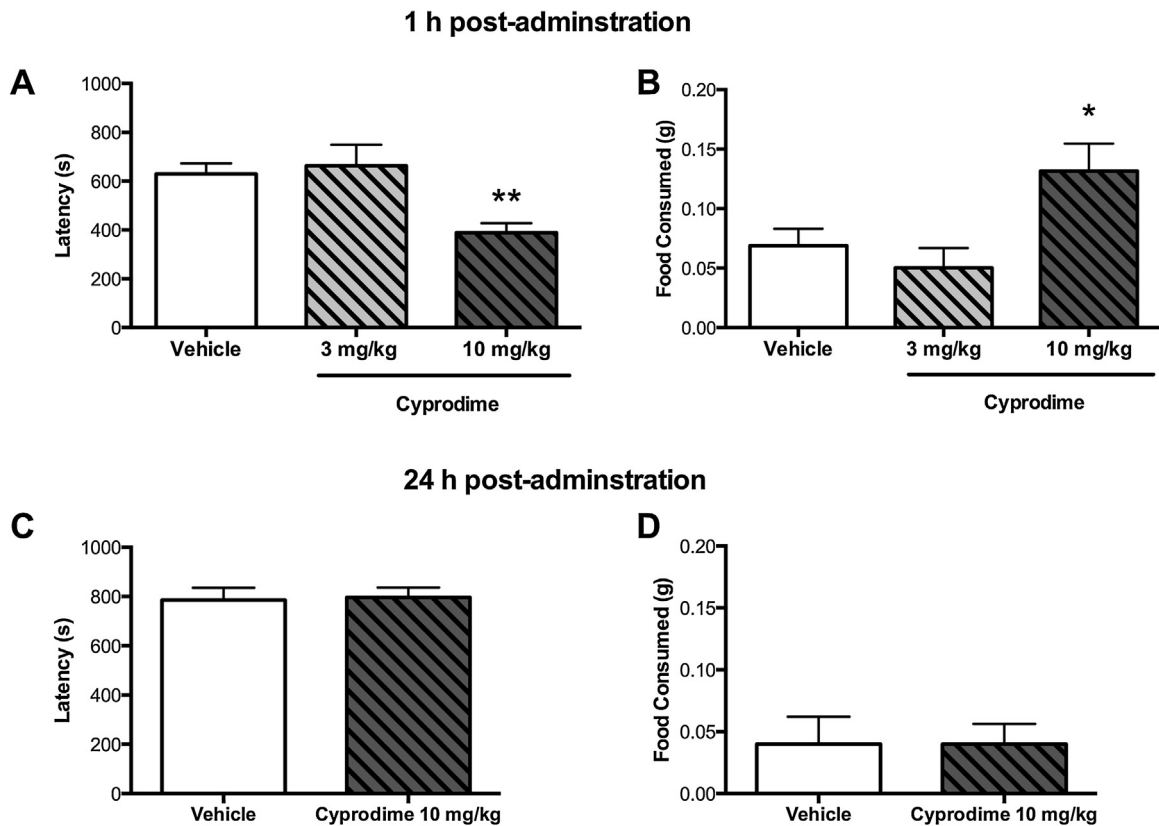 1 h post-adminstration
A
B
Latency (s)
1000
800
600
400
200
0
**
Vehicle 3 mg/kg 10 mg/kg
Cyprodime
Food Consumed (g)
0.20
0.15
0.10
0.05
0.00
*
Vehicle 3 mg/kg 10 mg/kg
Cyprodime
24 h post-adminstration
C
D
Latency (s)
1000
800
600
400
200
0
Vehicle Cyprodime 10 mg/kg
Food Consumed (g)
0.20
0.15
0.10
0.05
0.00
Vehicle Cyprodime 10 mg/kg